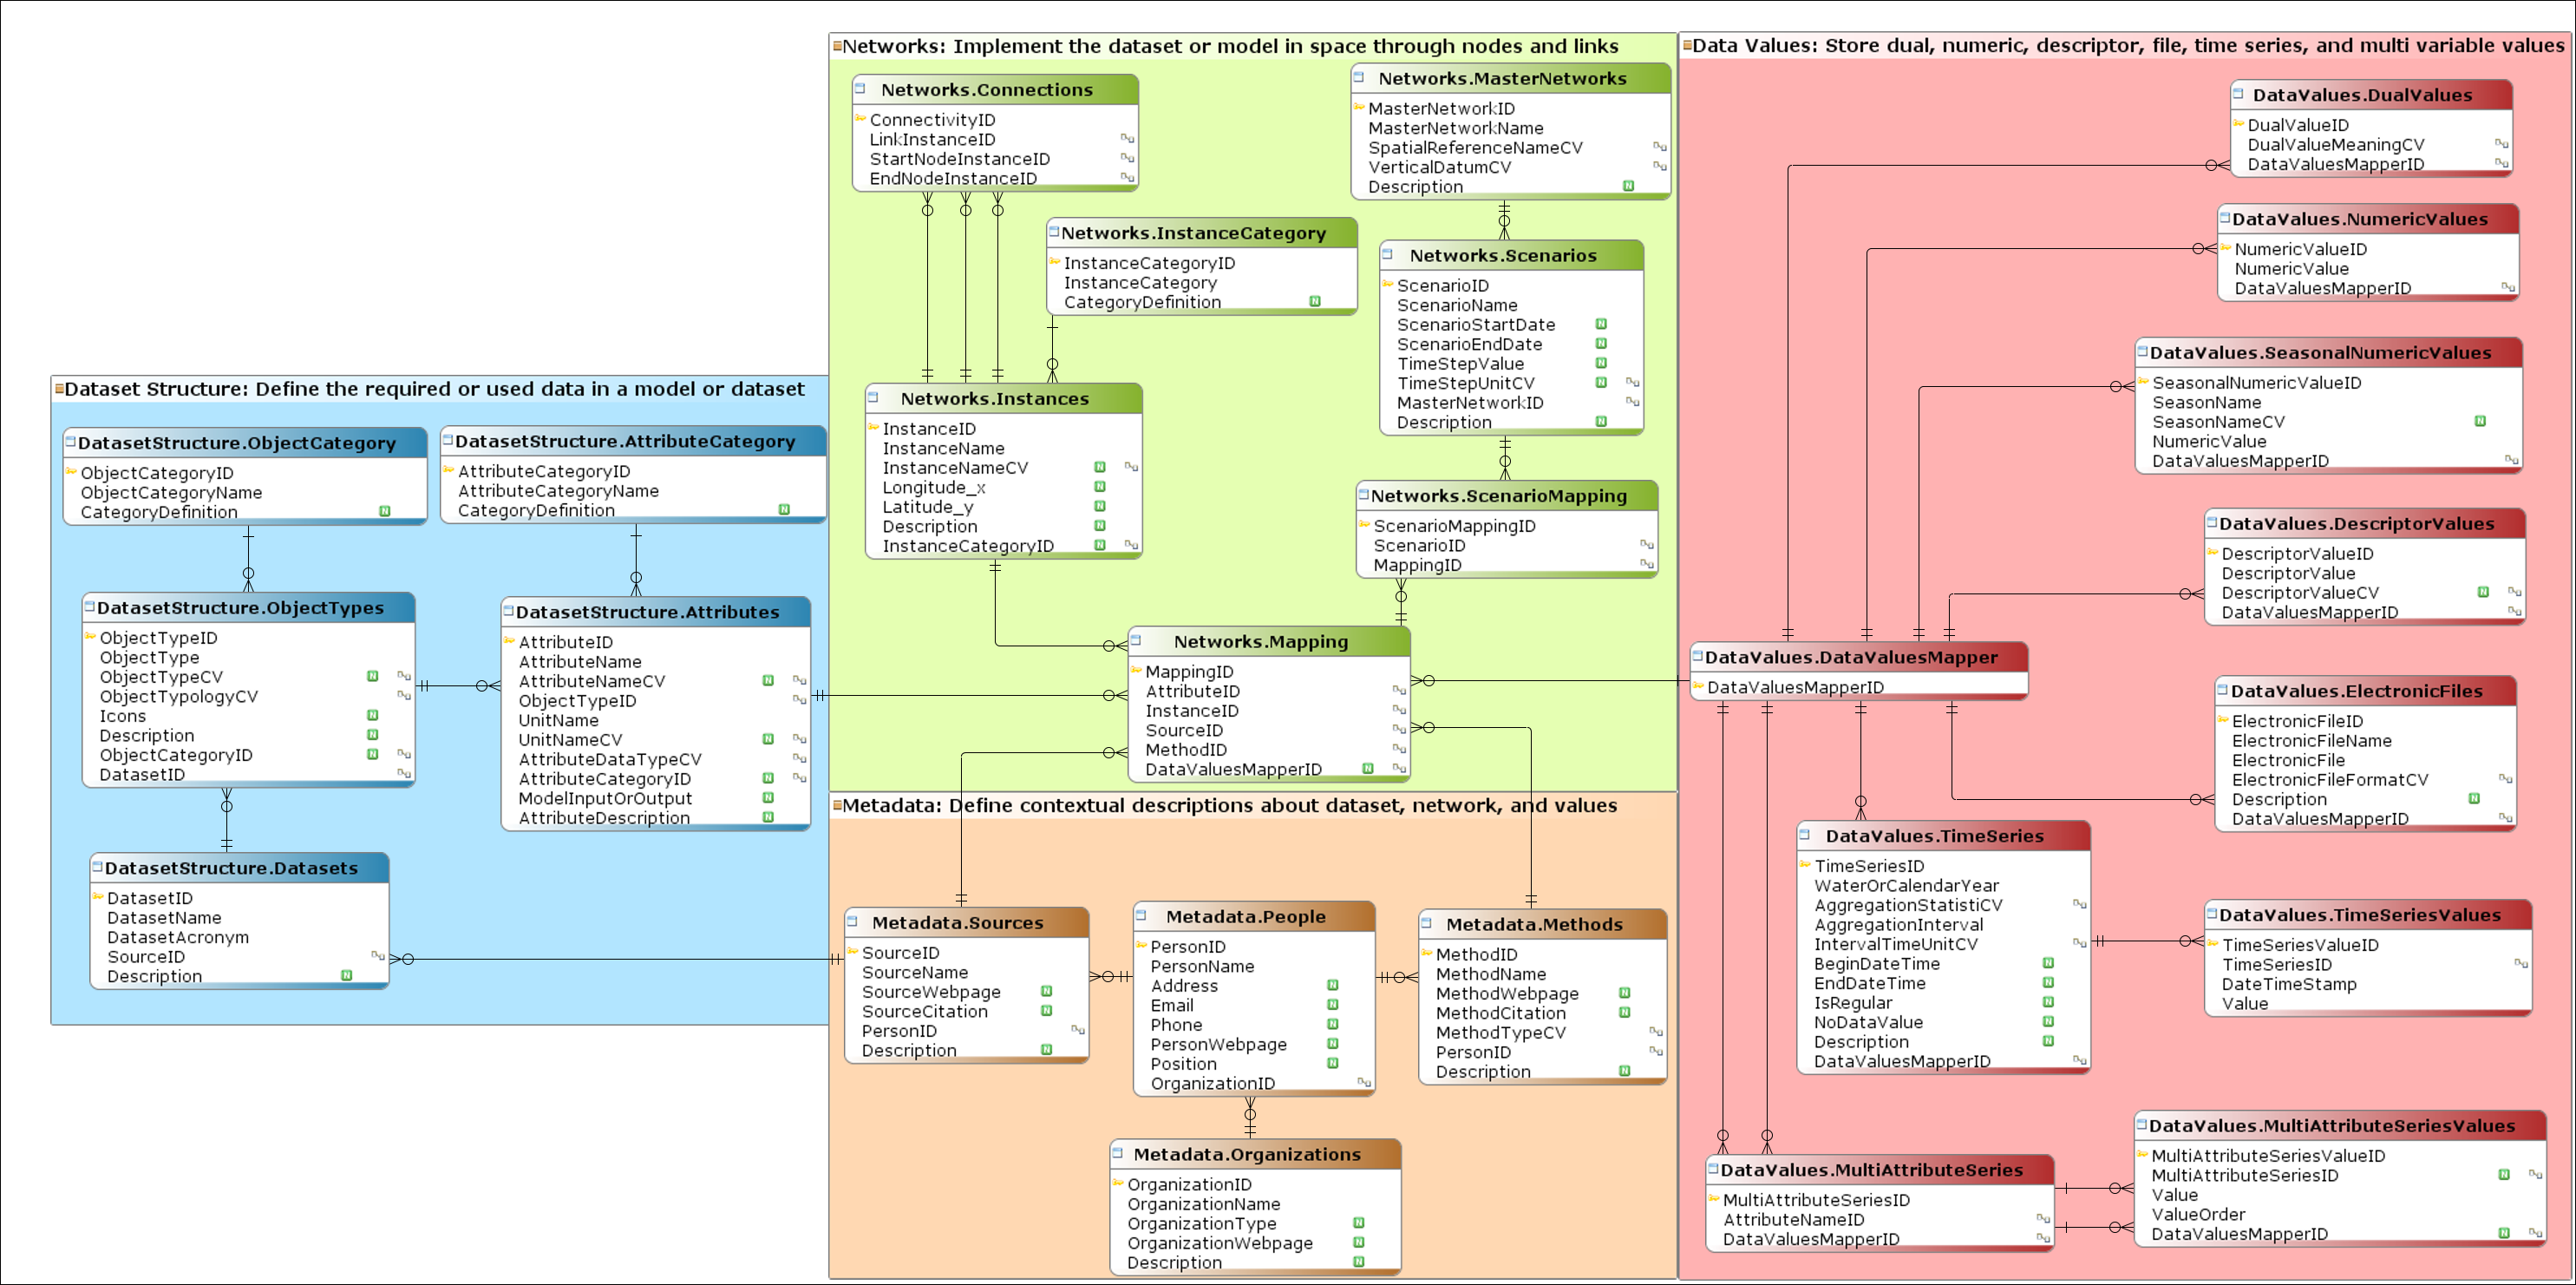 Networks: Implement the dataset or model in space through nodes and links
Networks.Connections
ConnectivityID
LinkInstanceID
StartNodeInstanceID
EndNodeInstanceID
Networks.MasterNetworks
MasterNetworkID
MasterNetworkName
SpatialReferenceNameCV
VerticalDatumCV
Description N
Networks.InstanceCategory
InstanceCategoryID
InstanceCategory
CategoryDefinition N
Networks.Scenarios
ScenarioID
ScenarioName
ScenarioStartDate N
ScenarioEndDate N
TimeStepValue N
TimeStepUnitCV N
MasterNetworkID
Description N
Networks.Instances
InstanceID
InstanceName
InstanceNameCV N
Longitude_x N
Latitude_y N
Description N
InstanceCategoryID N
Networks.ScenarioMapping
ScenarioMappingID
ScenarioID
MappingID
Networks.Mapping
MappingID
AttributeID
InstanceID
SourceID
MethodID
DataValuesMapperID N
Dataset Structure: Define the required or used data in a model or dataset
DatasetStructure.ObjectCategory
ObjectCategoryID
ObjectCategoryName
CategoryDefinition N
DatasetStructure.AttributeCategory
AttributeCategoryID
AttributeCategoryName
CategoryDefinition N
DatasetStructure.ObjectTypes
ObjectTypeID
ObjectType
ObjectTypeCV N
ObjectTypologyCV
Icons N
Description N
ObjectCategoryID N
DatasetID
DatasetStructure.Attributes
AttributeID
AttributeName
AttributeNameCV N
ObjectTypeID
UnitName
UnitNameCV N
AttributeDataTypeCV
AttributeCategoryID N
ModelInputOrOutput N
AttributeDescription N
DatasetStructure.Datasets
DatasetID
DatasetName
DatasetAcronym
SourceID
Description N
Metadata: Define contextual descriptions about dataset, network, and values
Metadata.Sources
SourceID
SourceName
SourceWebpage N
SourceCitation N
PersonID
Description N
Metadata.People
PersonID
PersonName
Address N
Email N
Phone N
PersonWebpage N
Position N
OrganizationID
Metadata.Methods
MethodID
MethodName
MethodWebpage N
MethodCitation N
MethodTypeCV
PersonID
Description N
Metadata.Organizations
OrganizationID
OrganizationName
OrganizationType N
OrganizationWebpage N
Description N
Data Values: Store dual, numeric, descriptor, file, time series, and multi variable values
DataValues.DualValues
DualValueID
DualValueMeaningCV
DataValuesMapperID
DataValues.NumericValues
NumericValueID
NumericValue
DataValuesMapperID
DataValues.SeasonalNumericValues
SeasonalNumericValueID
SeasonName
SeasonNameCV N
NumericValue
DataValuesMapperID
DataValues.DescriptorValues
DescriptorValueID
DescriptorValue
DescriptorValueCV N
DataValuesMapperID
DataValues.DataValuesMapper
DataValuesMapperID
DataValues.ElectronicFiles
ElectronicFileID
ElectronicFileName
ElectronicFile
ElectronicFileFormatCV
Description N
DataValuesMapperID
DataValues.TimeSeries
TimeSeriesID
WaterOrCalendarYear
AggregationStatistiCV
AggregationInterval
IntervalTimeUnitCV
BeginDateTime N
EndDateTime N
IsRegular N
NoDataValue N
Description N
DataValuesMapperID
DataValues.TimeSeriesValues
TimeSeriesValueID
TimeSeriesID
DateTimeStamp
Value
DataValues.MultiAttributeSeries
MultiAttributeSeriesID
AttributeNameID
DataValuesMapperID
DataValues.MultiAttributeSeriesValues
MultiAttributeSeriesValueID
MultiAttributeSeriesID N
Value
ValueOrder
DataValuesMapperID N